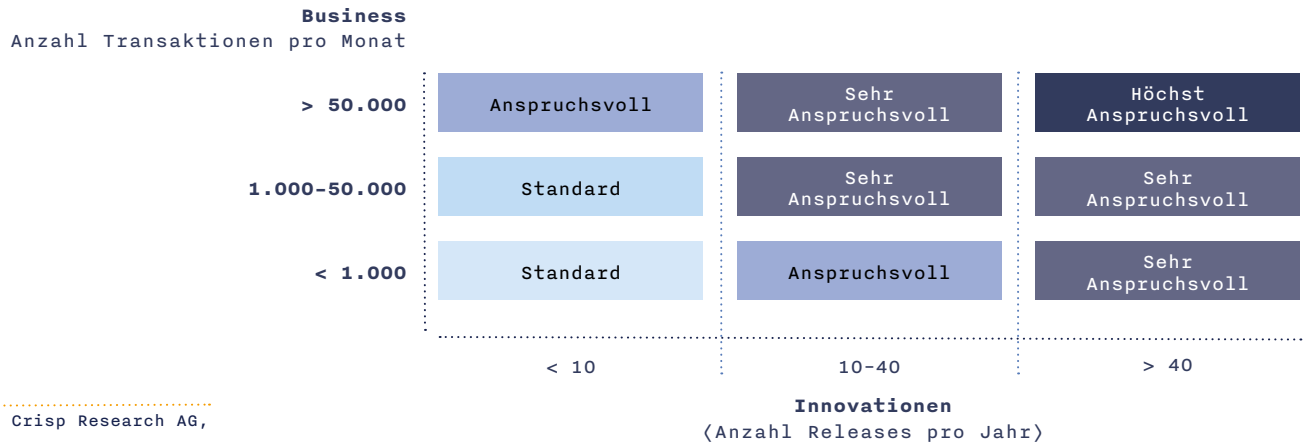 Business
Anzahl Transaktionen pro Monat
> 50.000
Anspruchsvoll
Sehr
Anspruchsvoll
Höchst
Anspruchsvoll
1.000–50.000
Standard
Sehr
Anspruchsvoll
Sehr
Anspruchsvoll
< 1.000
Standard
Anspruchsvoll
Sehr
Anspruchsvoll
< 10
10–40
> 40
Innovationen
⟨Anzahl Releases pro Jahr⟩
Crisp Research AG,